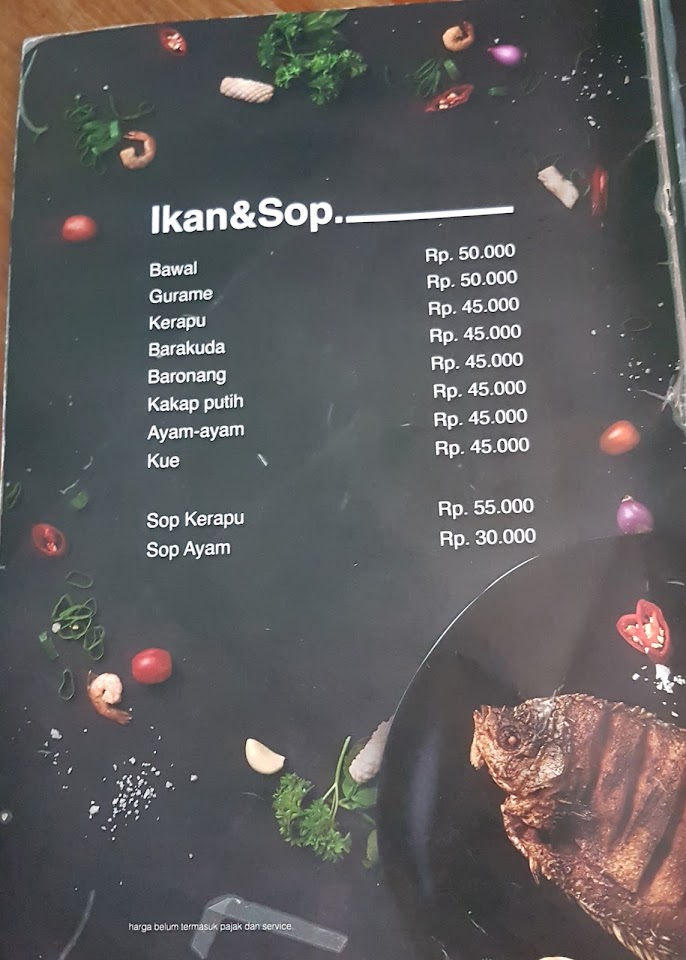 Ikan&Sop.
Bawal Rp. 50.000
Gurame Rp. 50.000
Kerapu Rp. 45.000
Barakuda Rp. 45.000
Baronang Rp. 45.000
Kakap putih Rp. 45.000
Ayam-ayam Rp. 45.000
Kue Rp. 45.000
Sop Kerapu Rp. 55.000
Sop Ayam Rp. 30.000
harga belum termasuk pajak dan service.